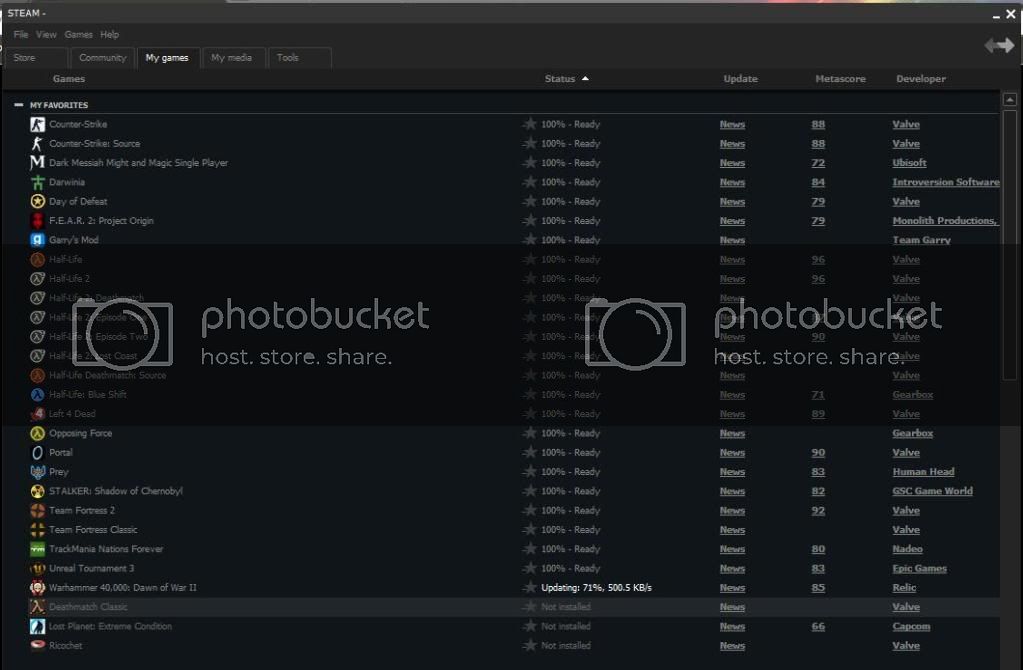 STEAM -
File View Games Help
Store Community My games My media Tools
Games Status Update Metascore Developer
MY FAVORITES
Counter-Strike 100% - Ready News 88 Valve
Counter-Strike: Source 100% - Ready News 88 Valve
Dark Messiah Might and Magic Single Player 100% - Ready News 72 Ubisoft
Darwinia 100% - Ready News 84 Introversion Software
Day of Defeat 100% - Ready News 79 Valve
F.E.A.R. 2: Project Origin 100% - Ready News 79 Monolith Productions,
Garry's Mod 100% - Ready News Team Garry
Half-Life 100% - Ready News 96 Valve
Half-Life 2 100% - Ready News 96 Valve
Half-Life 2: Deathmatch 100% - Ready News Valve
Half-Life 2: Episode 100% - Ready News Valve
Half-Life 2: Episode Two 100% - Ready News 90 Valve
Half-Life 2: Lost Coast 100% - Ready News Valve
photobucket photobucket
host. store. share. host. store. share.
Half-Life Deathmatch: Source 100% - Ready News Valve
Half-Life: Blue Shift 100% - Ready News 71 Gearbox
Left 4 Dead 100% - Ready News 89 Valve
Opposing Force 100% - Ready News Gearbox
Portal 100% - Ready News 90 Valve
Prey 100% - Ready News 83 Human Head
STALKER: Shadow of Chernobyl 100% - Ready News 82 GSC Game World
Team Fortress 2 100% - Ready News 92 Valve
Team Fortress Classic 100% - Ready News Valve
TrackMania Nations Forever 100% - Ready News 80 Nadeo
Unreal Tournament 3 100% - Ready News 83 Epic Games
Warhammer 40,000: Dawn of War II Updating: 71%, 500.5 KB/s News 85 Relic
Deathmatch Classic Not installed News Valve
Lost Planet: Extreme Condition Not installed News 66 Capcom
Ricochet Not installed News Valve